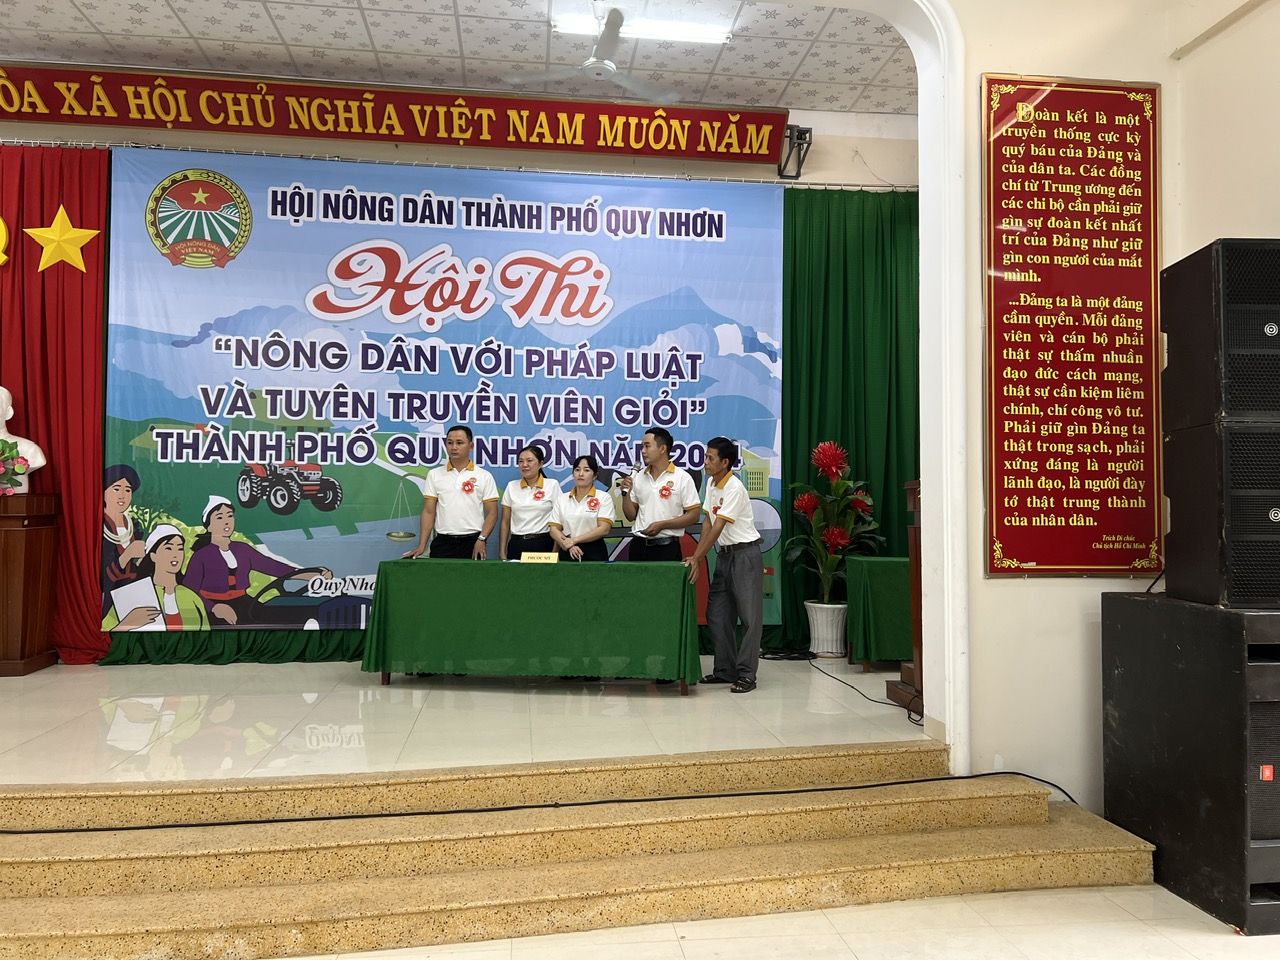 ÒA XÃ HỘI CHỦ NGHĨA VIỆT NAM MUÔN NĂM
HỘI NÔNG DÂN
VIỆT NAM
HỘI NÔNG DÂN THÀNH PHỐ QUY NHƠN
Hội Thi
“NÔNG DÂN VỚI PHÁP LUẬT
VÀ TUYÊN TRUYỀN VIÊN GIỎI”
THÀNH PHỐ QUY NHƠN NĂM 2024
Quy Nhơ
PHƯỚC MỸ
Đoàn kết là một
truyền thống cực kỳ
quý báu của Đảng và
của dân ta. Các đồng
chí từ Trung ương đến
các chi bộ cần phải giữ
gìn sự đoàn kết nhất
trí của Đảng như giữ
gìn con ngươi của mắt
mình.
...Đảng ta là một đảng
cầm quyền. Mỗi đảng
viên và cán bộ phải
thật sự thấm nhuần
đạo đức cách mạng,
thật sự cần kiệm liêm
chính, chí công vô tư.
Phải giữ gìn Đảng ta
thật trong sạch, phải
xứng đáng là người
lãnh đạo, là người đày
tớ thật trung thành
của nhân dân.
Trích Di chúc
Chủ tịch Hồ Chí Minh
JBL